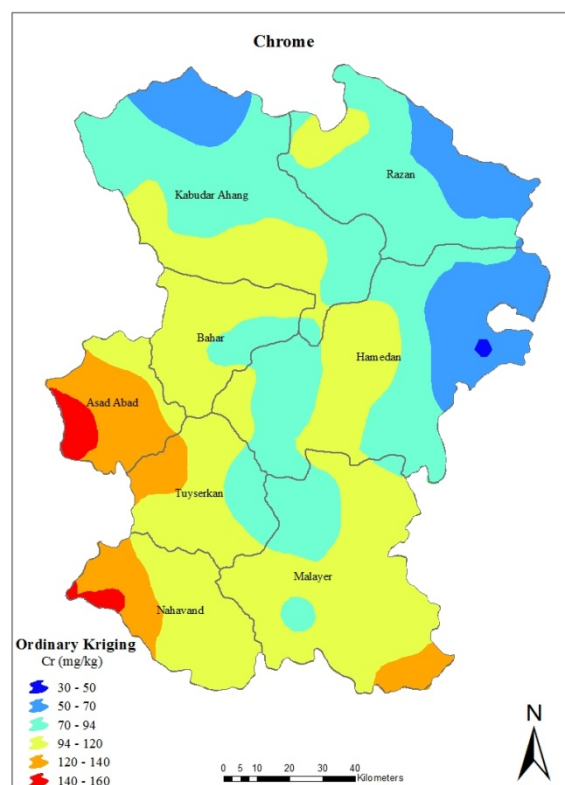 Chrome
Razan
Kabudar Ahang
Bahar
Hamedan
Asad Abad
Tuyserkan
Malayer
Nahavand
Ordinary Kriging
Cr (mg/kg)
30 - 50
50 - 70
70 - 94
94 - 120
120 - 140
140 - 160
N
0 5 10 20 30 40
Kilometers